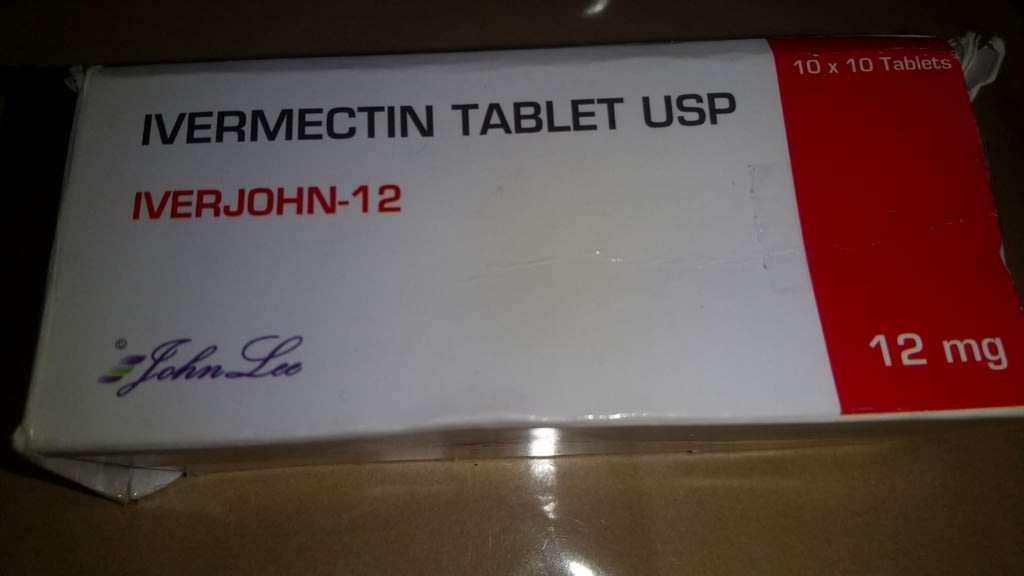 10 x 10 Tablets
IVERMECTIN TABLET USP
IVERJOHN-12
© John Lee
12 mg